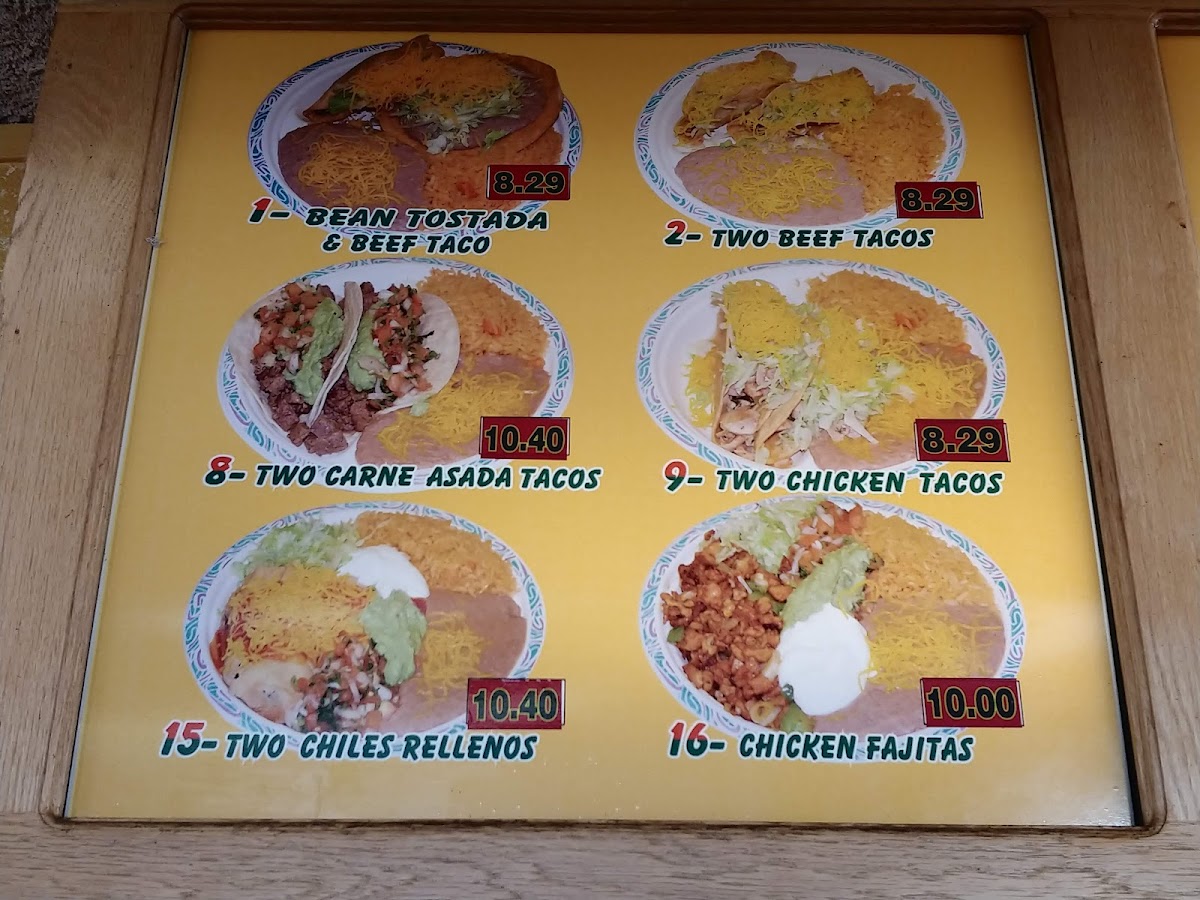 8.29
1- BEAN TOSTADA
& BEEF TACO
8.29
2- TWO BEEF TACOS
10.40
8- TWO CARNE ASADA TACOS
8.29
9- TWO CHICKEN TACOS
10.40
15- TWO CHILES RELLENOS
10.00
16- CHICKEN FAJITAS